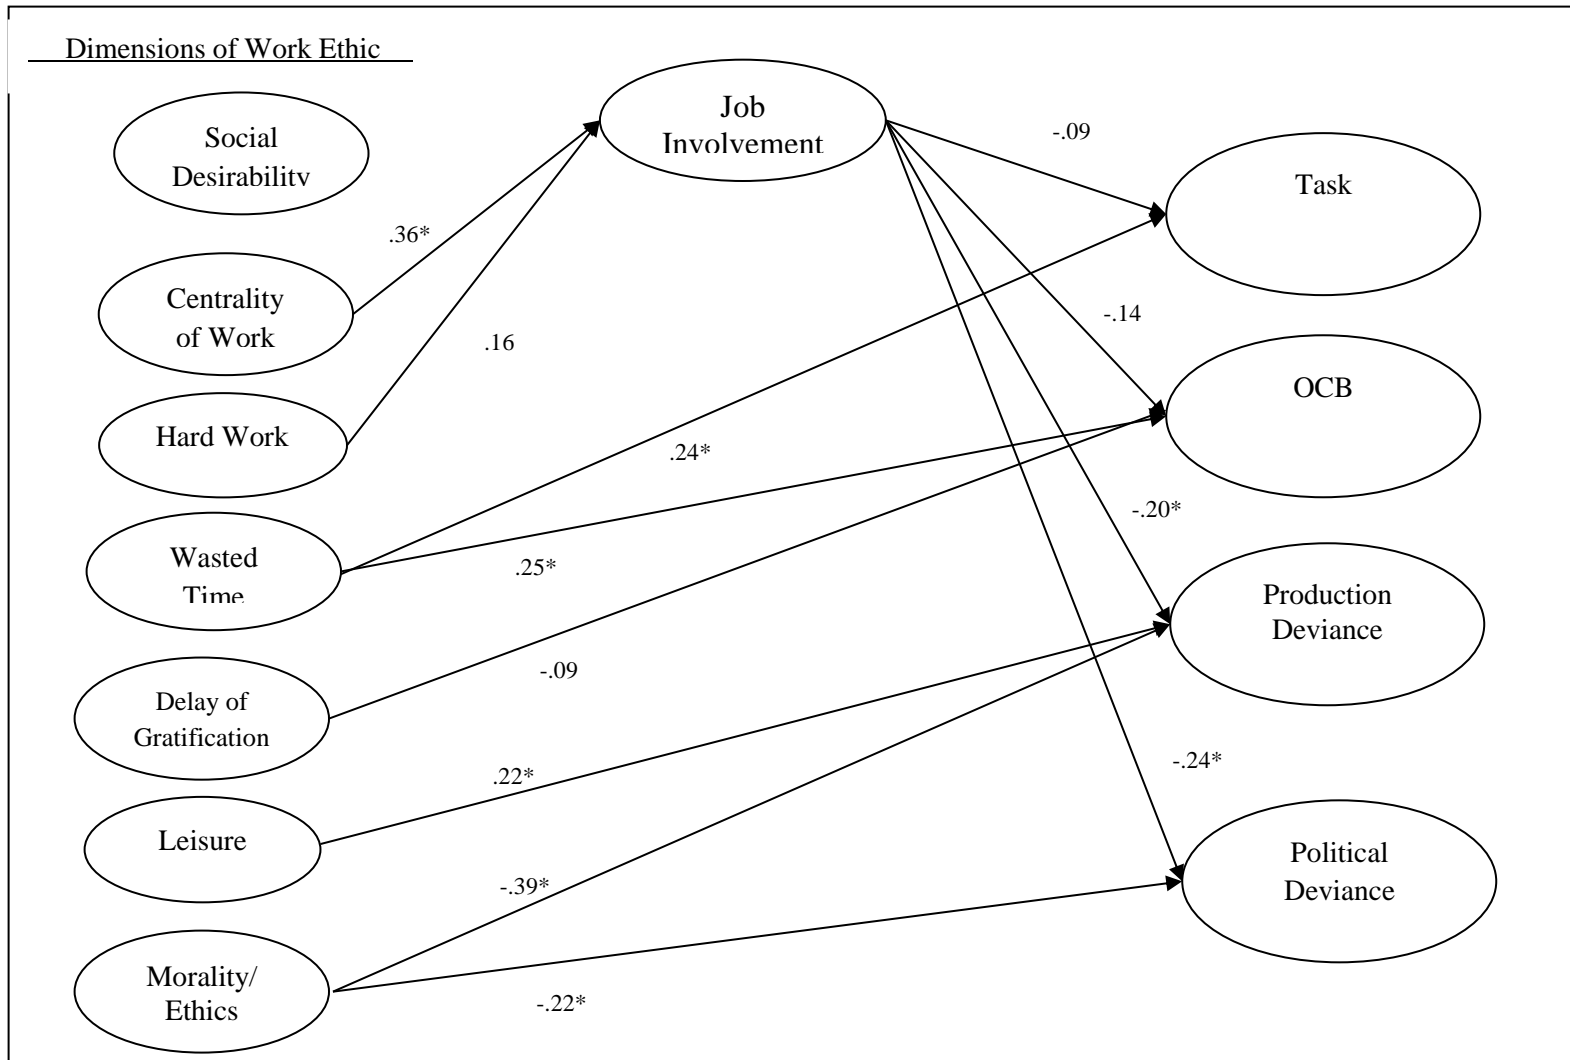 Dimensions of Work Ethic
Social
Desirability
Centrality
of Work
Hard Work
Wasted
Time
Delay of
Gratification
Leisure
Morality/
Ethics
Job
Involvement
Task
OCB
Production
Deviance
Political
Deviance
.36*
.16
.24*
.25*
-.09
.22*
-.39*
-.22*
-.09
-.14
-.20*
-.24*